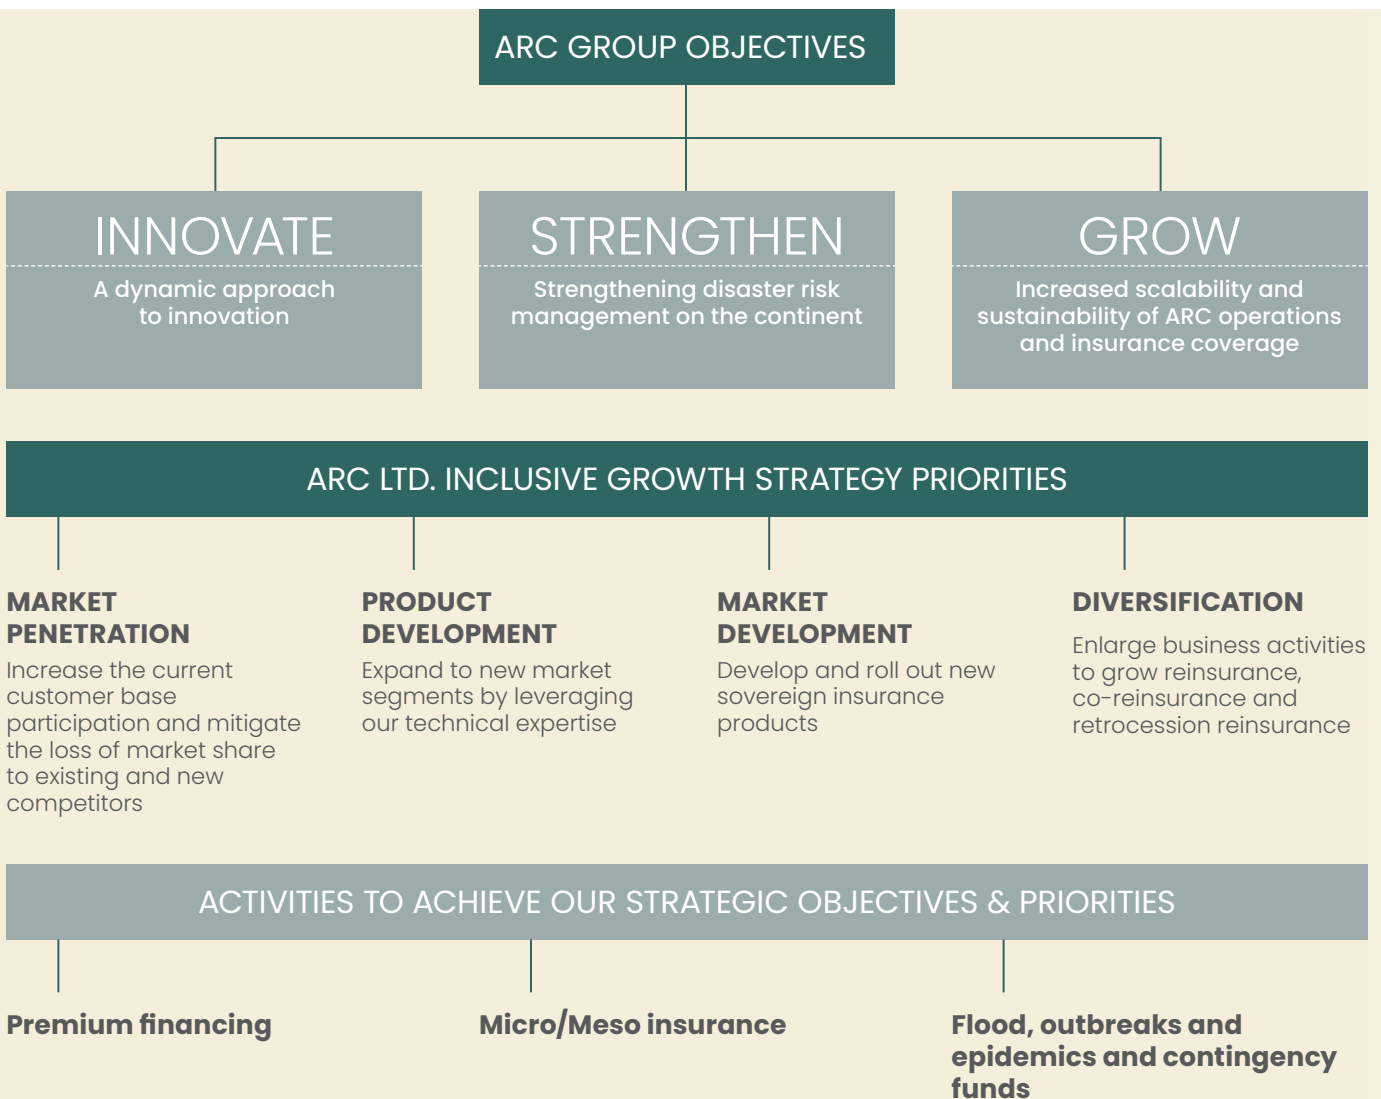 ARC GROUP OBJECTIVES
INNOVATE
A dynamic approach
to innovation
STRENGTHEN
Strengthening disaster risk
management on the continent
GROW
Increased scalability and
sustainability of ARC operations
and insurance coverage
ARC LTD. INCLUSIVE GROWTH STRATEGY PRIORITIES
MARKET
PENETRATION
Increase the current
customer base
participation and mitigate
the loss of market share
to existing and new
competitors
PRODUCT
DEVELOPMENT
Expand to new market
segments by leveraging
our technical expertise
MARKET
DEVELOPMENT
Develop and roll out new
sovereign insurance
products
DIVERSIFICATION
Enlarge business activities
to grow reinsurance,
co-reinsurance and
retrocession reinsurance
ACTIVITIES TO ACHIEVE OUR STRATEGIC OBJECTIVES & PRIORITIES
Premium financing
Micro/Meso insurance
Flood, outbreaks and
epidemics and contingency
funds